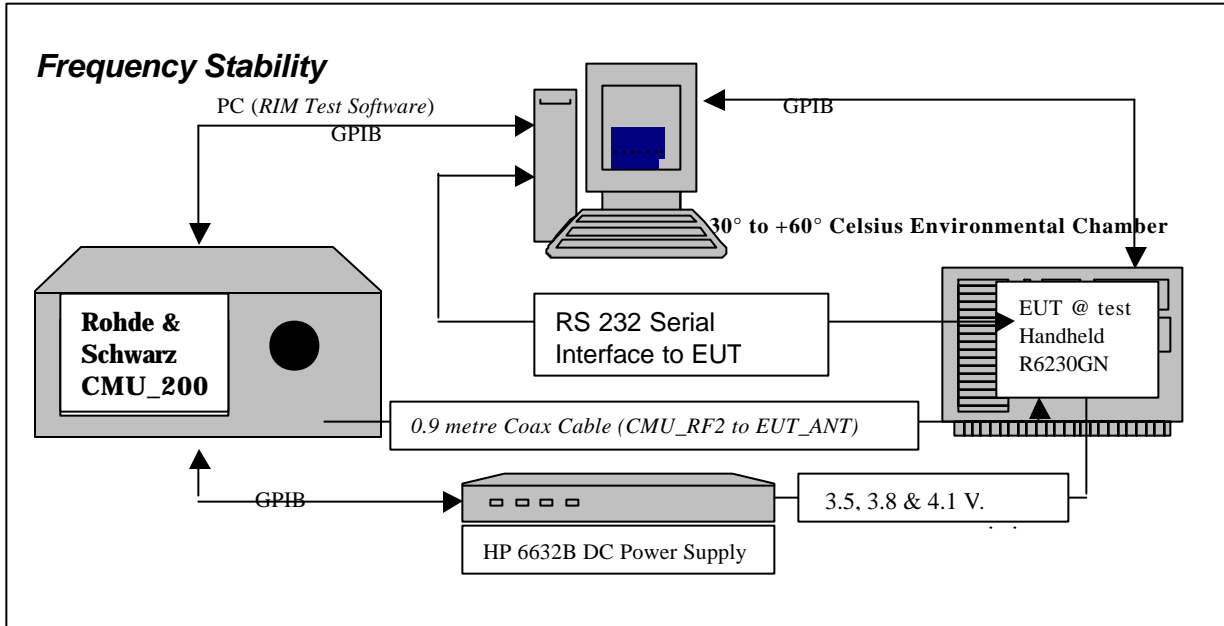 Frequency Stability
PC (RIM Test Software)
GPIB
GPIB
30° to +60° Celsius Environmental Chamber
Rohde &
Schwarz
CMU_200
RS 232 Serial
Interface to EUT
EUT @ test
Handheld
R6230GN
0.9 metre Coax Cable (CMU_RF2 to EUT_ANT)
GPIB
3.5, 3.8 & 4.1 V.
HP 6632B DC Power Supply